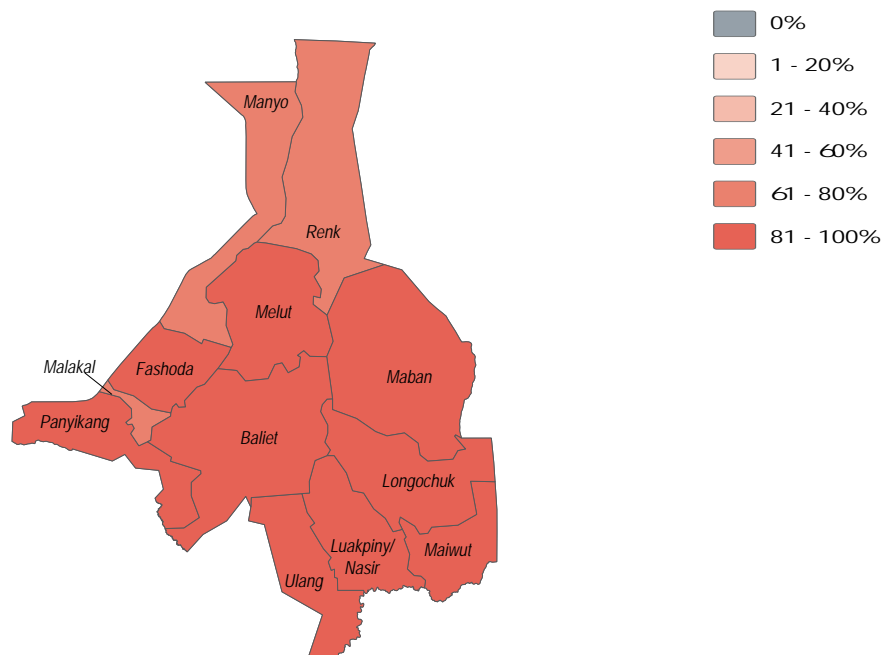 0%
1 - 20%
21 - 40%
41 - 60%
61 - 80%
81 - 100%
Manyo
Renk
Melut
Malakal
Fashoda
Maban
Panyikang
Baliet
Longochuk
Luakpiny/
Nasir
Maiwut
Ulang